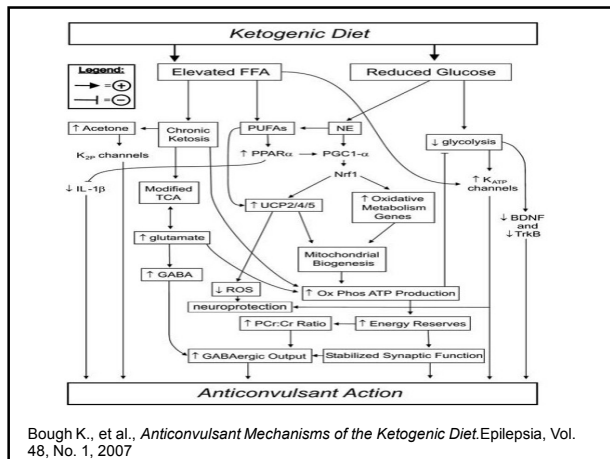 Ketogenic Diet
Legend:
= +
= −
Elevated FFA
Reduced Glucose
↑ Acetone
Chronic
Ketosis
PUFAs
NE
↓ glycolysis
K2P channels
↑ PPARα
PGC1-α
↓ IL-1β
Modified
TCA
Nrf1
↑ KATP
channels
↑ UCP2/4/5
↑ Oxidative
Metabolism
Genes
↓ BDNF
and
↓TrkB
↑ glutamate
Mitochondrial
Biogenesis
↑ GABA
↓ ROS
↑ Ox Phos ATP Production
neuroprotection
↑ PCr:Cr Ratio
↑ Energy Reserves
↑ GABAergic Output
Stabilized Synaptic Function
Anticonvulsant Action
Bough K., et al., Anticonvulsant Mechanisms of the Ketogenic Diet.Epilepsia, Vol.
48, No. 1, 2007